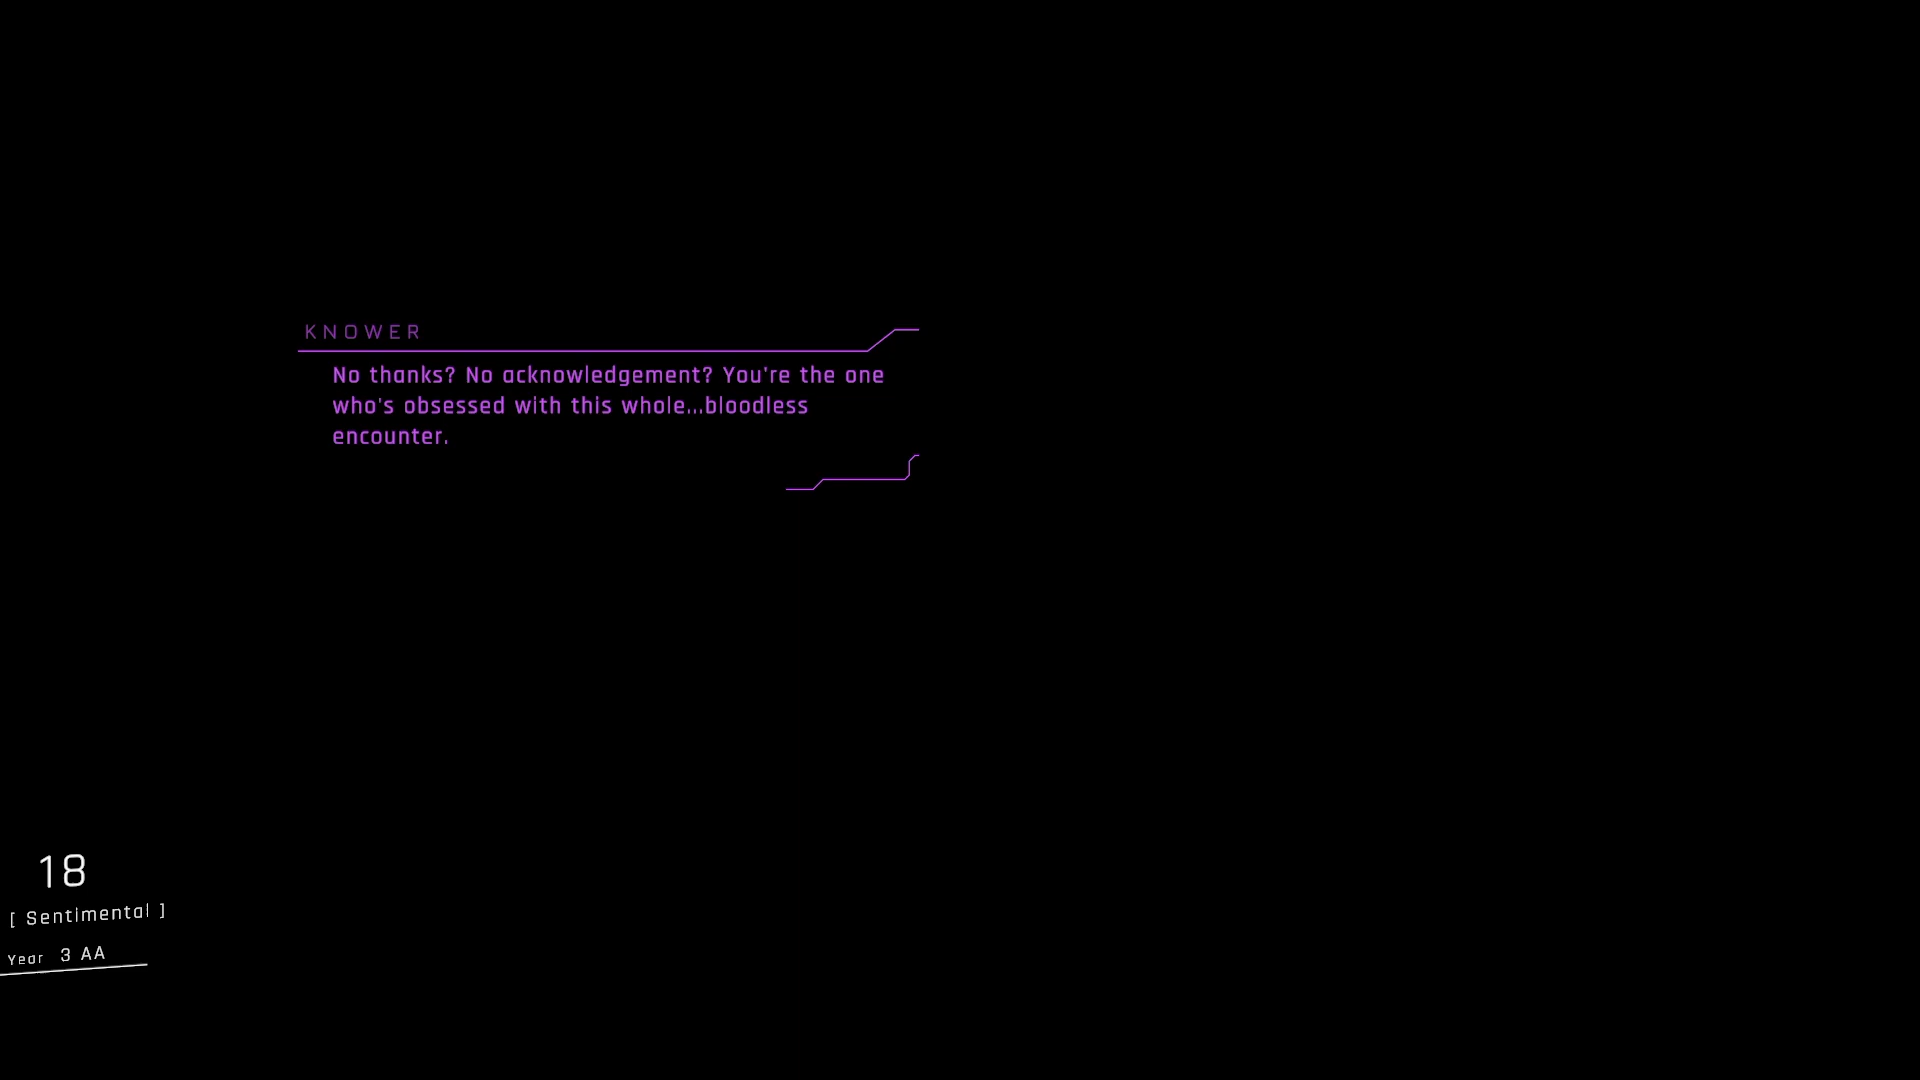 KNOWER
No thanks? No acknowledgement? You're the one
who's obsessed with this whole...bloodless
encounter.
18
[ Sentimental ]
Year 3 AA